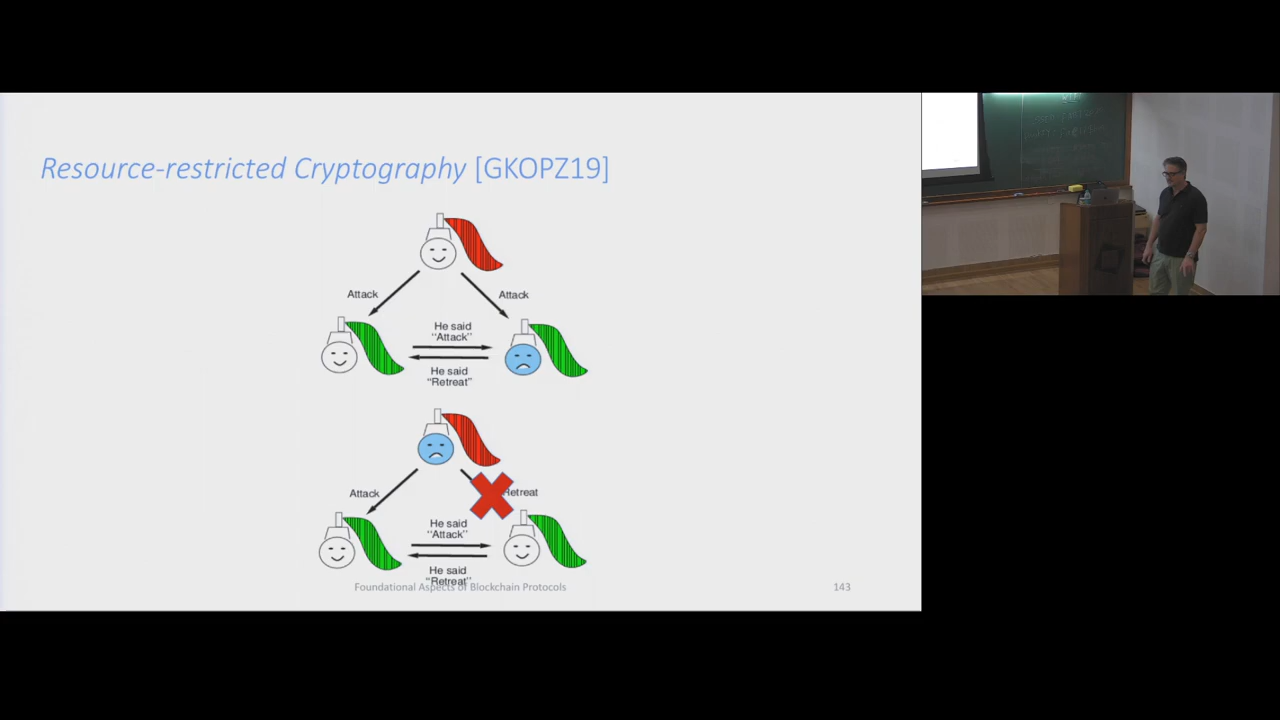 Resource-restricted Cryptography [GKOPZ19]
Attack
Attack
He said
"Attack"
He said
"Retreat"
Attack
Retreat
He said
"Attack"
He said
"Retreat"
Foundational Aspects of Blockchain Protocols
143